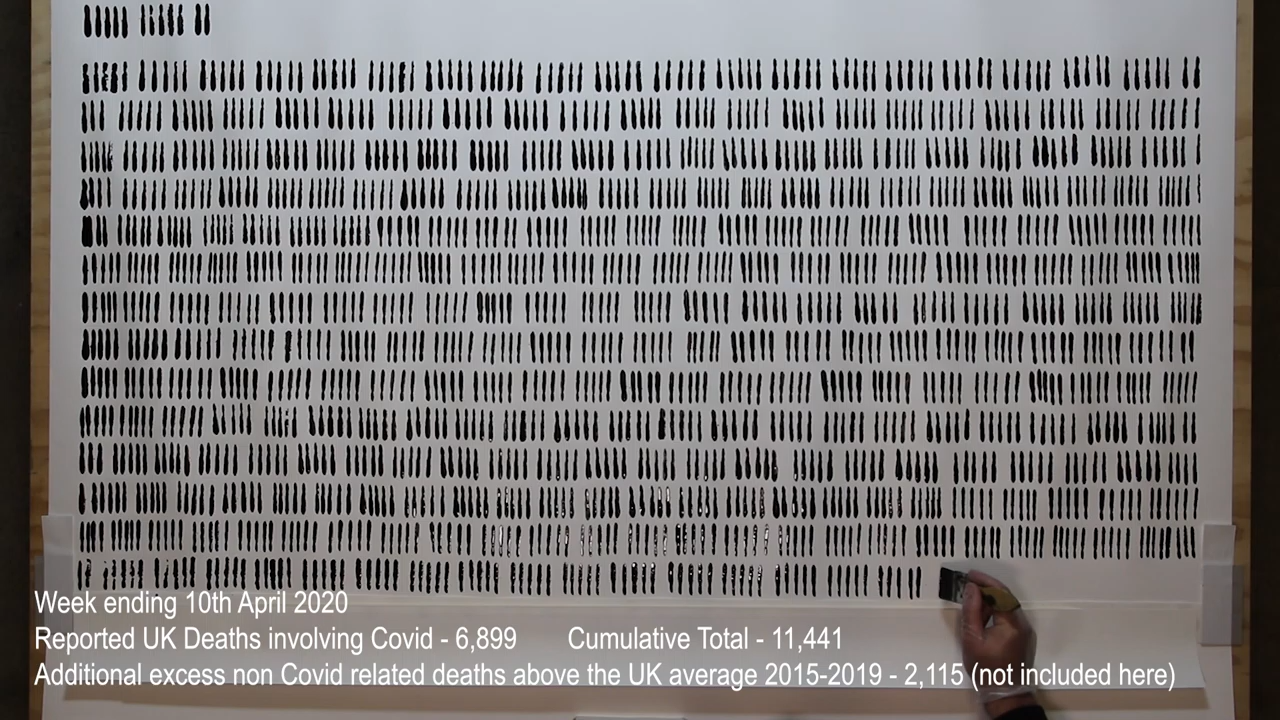 Week ending 10th April 2020
Reported UK Deaths involving Covid - 6,899 Cumulative Total - 11,441
Additional excess non Covid related deaths above the UK average 2015-2019 - 2,115 (not included here)